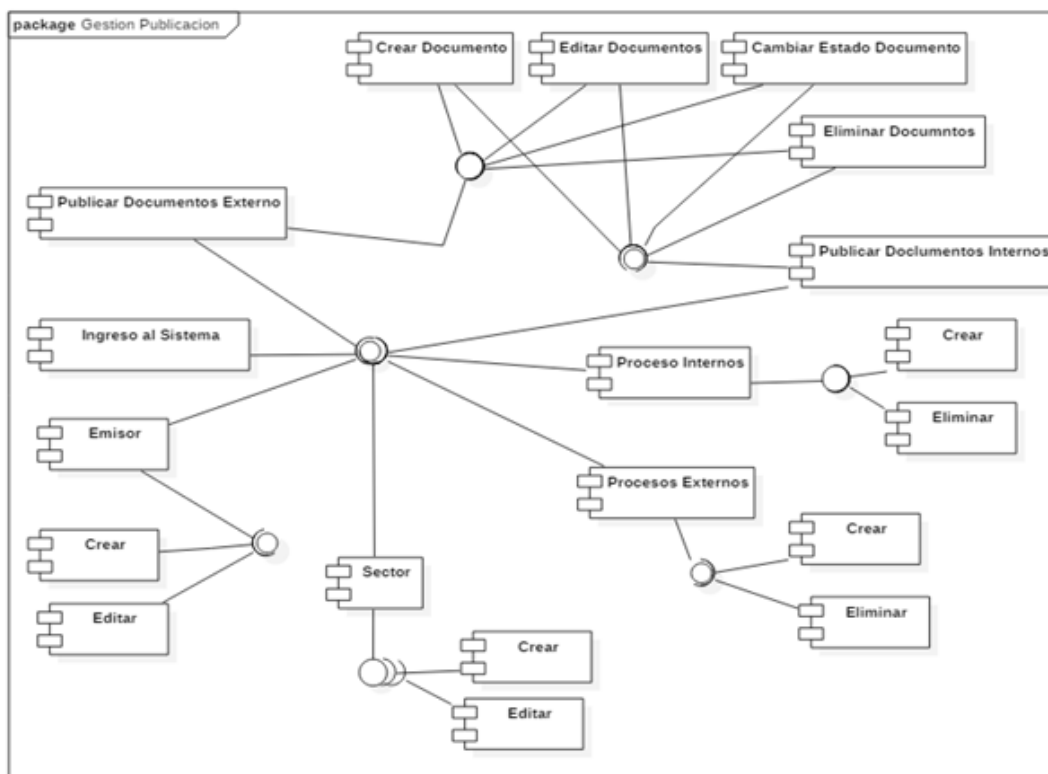 package Gestion Publicacion
Crear Documento
Editar Documentos
Cambiar Estado Documento
Eliminar Documntos
Publicar Documentos Externo
Publicar Doclumentos Internos
Ingreso al Sistema
Proceso Internos
Crear
Eliminar
Emisor
Procesos Externos
Crear
Crear
Sector
Editar
Eliminar
Crear
Editar